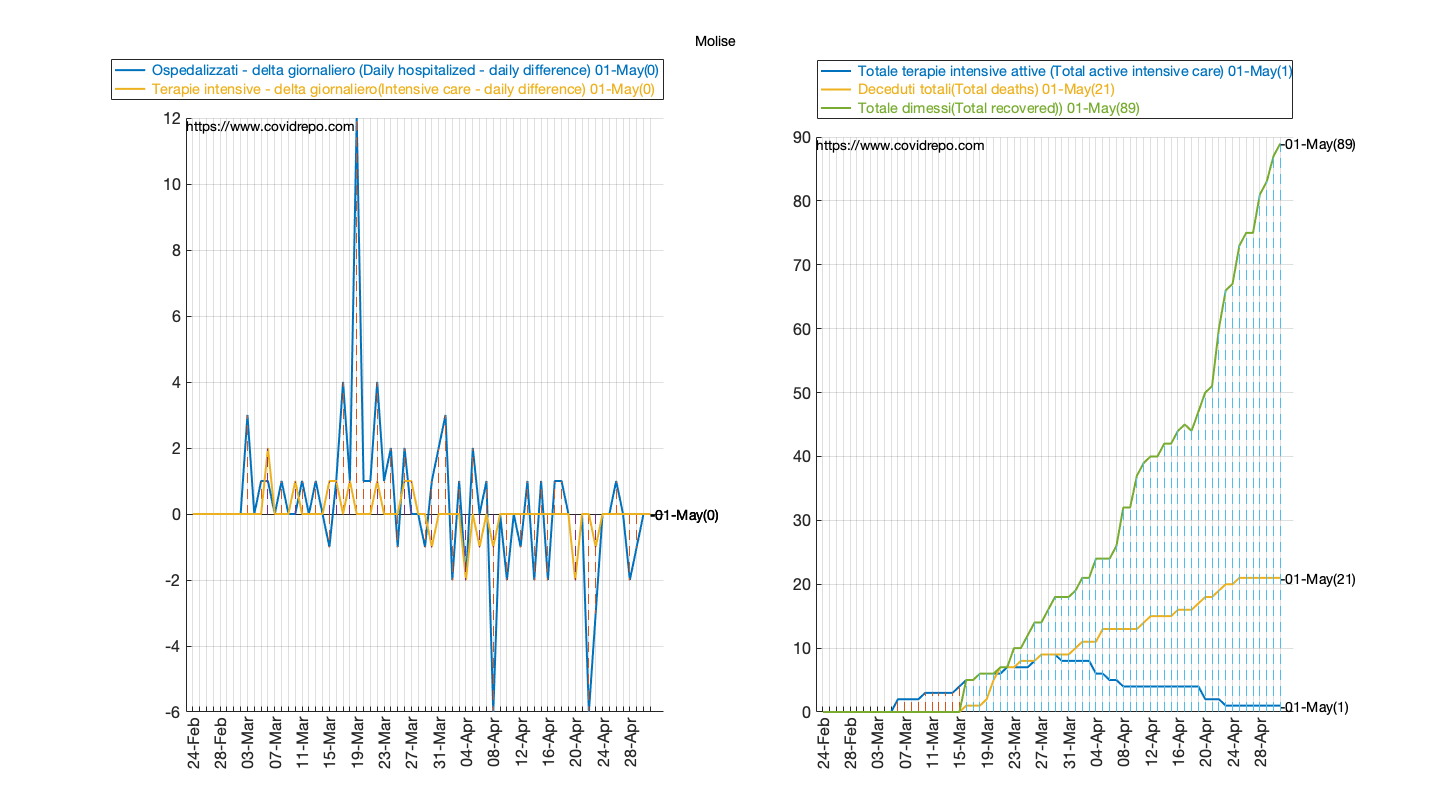 Molise
Ospedalizzati - delta giornaliero (Daily hospitalized - daily difference) 01-May(0)
Terapie intensive - delta giornaliero(Intensive care - daily difference) 01-May(0)
https://www.covidrepo.com
12
10
8
6
4
2
0
-2
-4
-6
01-May(0)
24-Feb
28-Feb
03-Mar
07-Mar
11-Mar
15-Mar
19-Mar
23-Mar
27-Mar
31-Mar
04-Apr
08-Apr
12-Apr
16-Apr
20-Apr
24-Apr
28-Apr
Totale terapie intensive attive (Total active intensive care) 01-May(1)
Deceduti totali(Total deaths) 01-May(21)
Totale dimessi(Total recovered)) 01-May(89)
https://www.covidrepo.com
90
80
70
60
50
40
30
20
10
0
01-May(89)
01-May(21)
01-May(1)
24-Feb
28-Feb
03-Mar
07-Mar
11-Mar
15-Mar
19-Mar
23-Mar
27-Mar
31-Mar
04-Apr
08-Apr
12-Apr
16-Apr
20-Apr
24-Apr
28-Apr